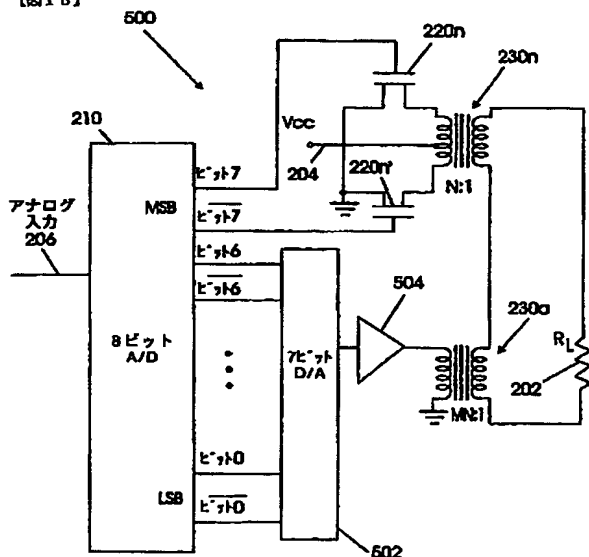 500
220n
230n
210
Vcc
204
220n'
N:1
アナログ
入力
206
MSB
ビット7
ビット7
ビット6
ビット6
8ビット
A/D
7ビット
D/A
504
230a
MN:1
RL
202
LSB
ビット0
ビット0
502